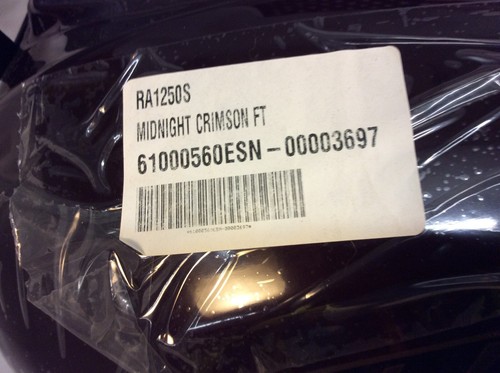 RA1250S
MIDNIGHT CRIMSON FT
61000560ESN-00003697